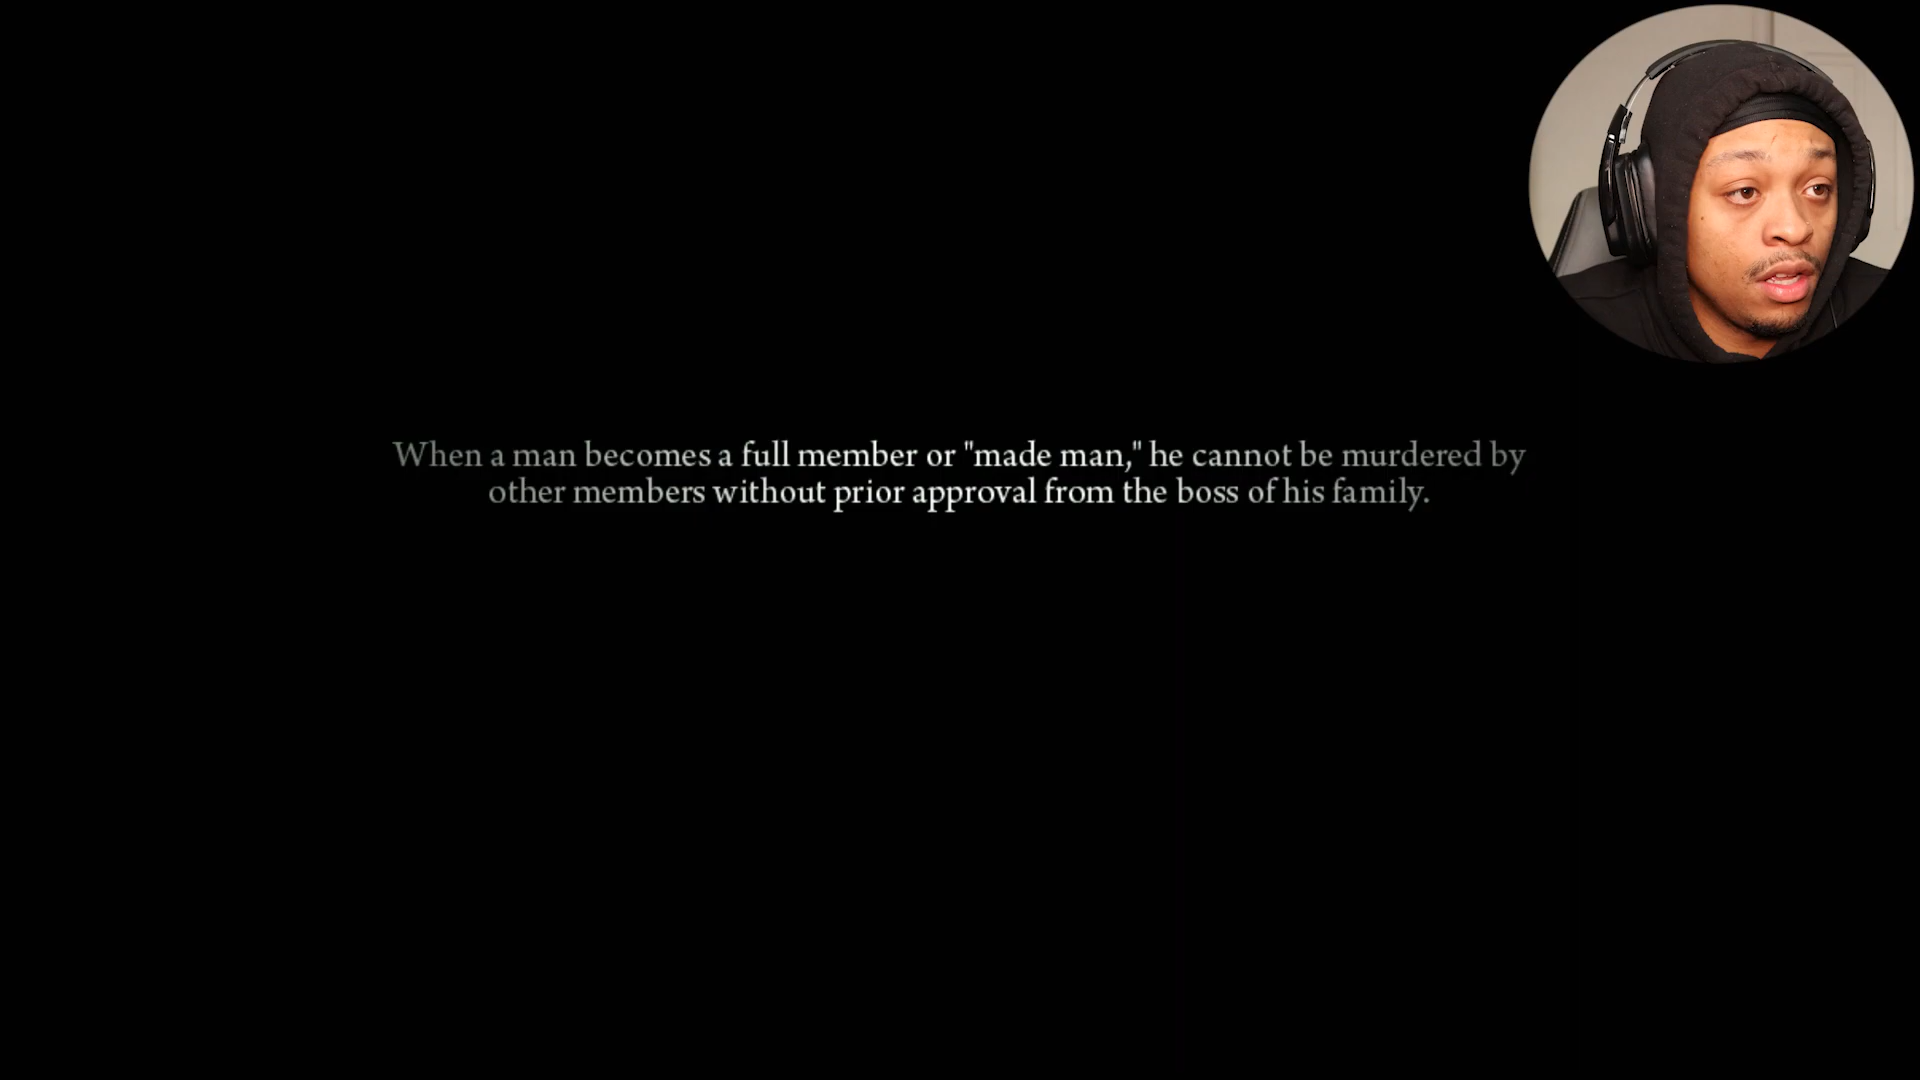 When a man becomes a full member or "made man," he cannot be murdered by
other members without prior approval from the boss of his family.